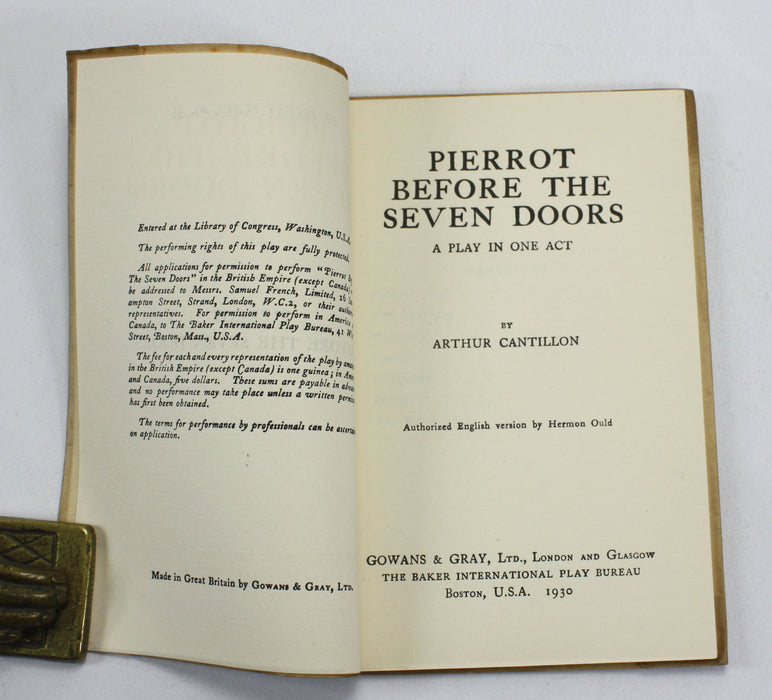 Entered at the Library of Congress, Washington, U.S.A.
The performing rights of this play are fully protected.
All applications for permission to perform "Pierrot
The Seven Doors" in the British Empire (except Canada)
be addressed to Messrs. Samuel French, Limited, 26
ampton Street, Strand, London, W.C.2, or their
representatives. For permission to perform in America
Canada, to The Baker International Play Bureau, 41
Street, Boston, Mass., U.S.A.
The fee for each and every representation of the play by
in the British Empire (except Canada) is one guinea; in
and Canada, five dollars. These sums are payable in
and no performance may take place unless a written
has first been obtained.
The terms for performance by professionals can be
on application.
Made in Great Britain by GOWANS & GRAY, LTD.
PIERROT
BEFORE THE
SEVEN DOORS
A PLAY IN ONE ACT
BY
ARTHUR CANTILLON
Authorized English version by Hermon Ould
GOWANS & GRAY, LTD., LONDON AND GLASGOW
THE BAKER INTERNATIONAL PLAY BUREAU
BOSTON, U.S.A. 1930